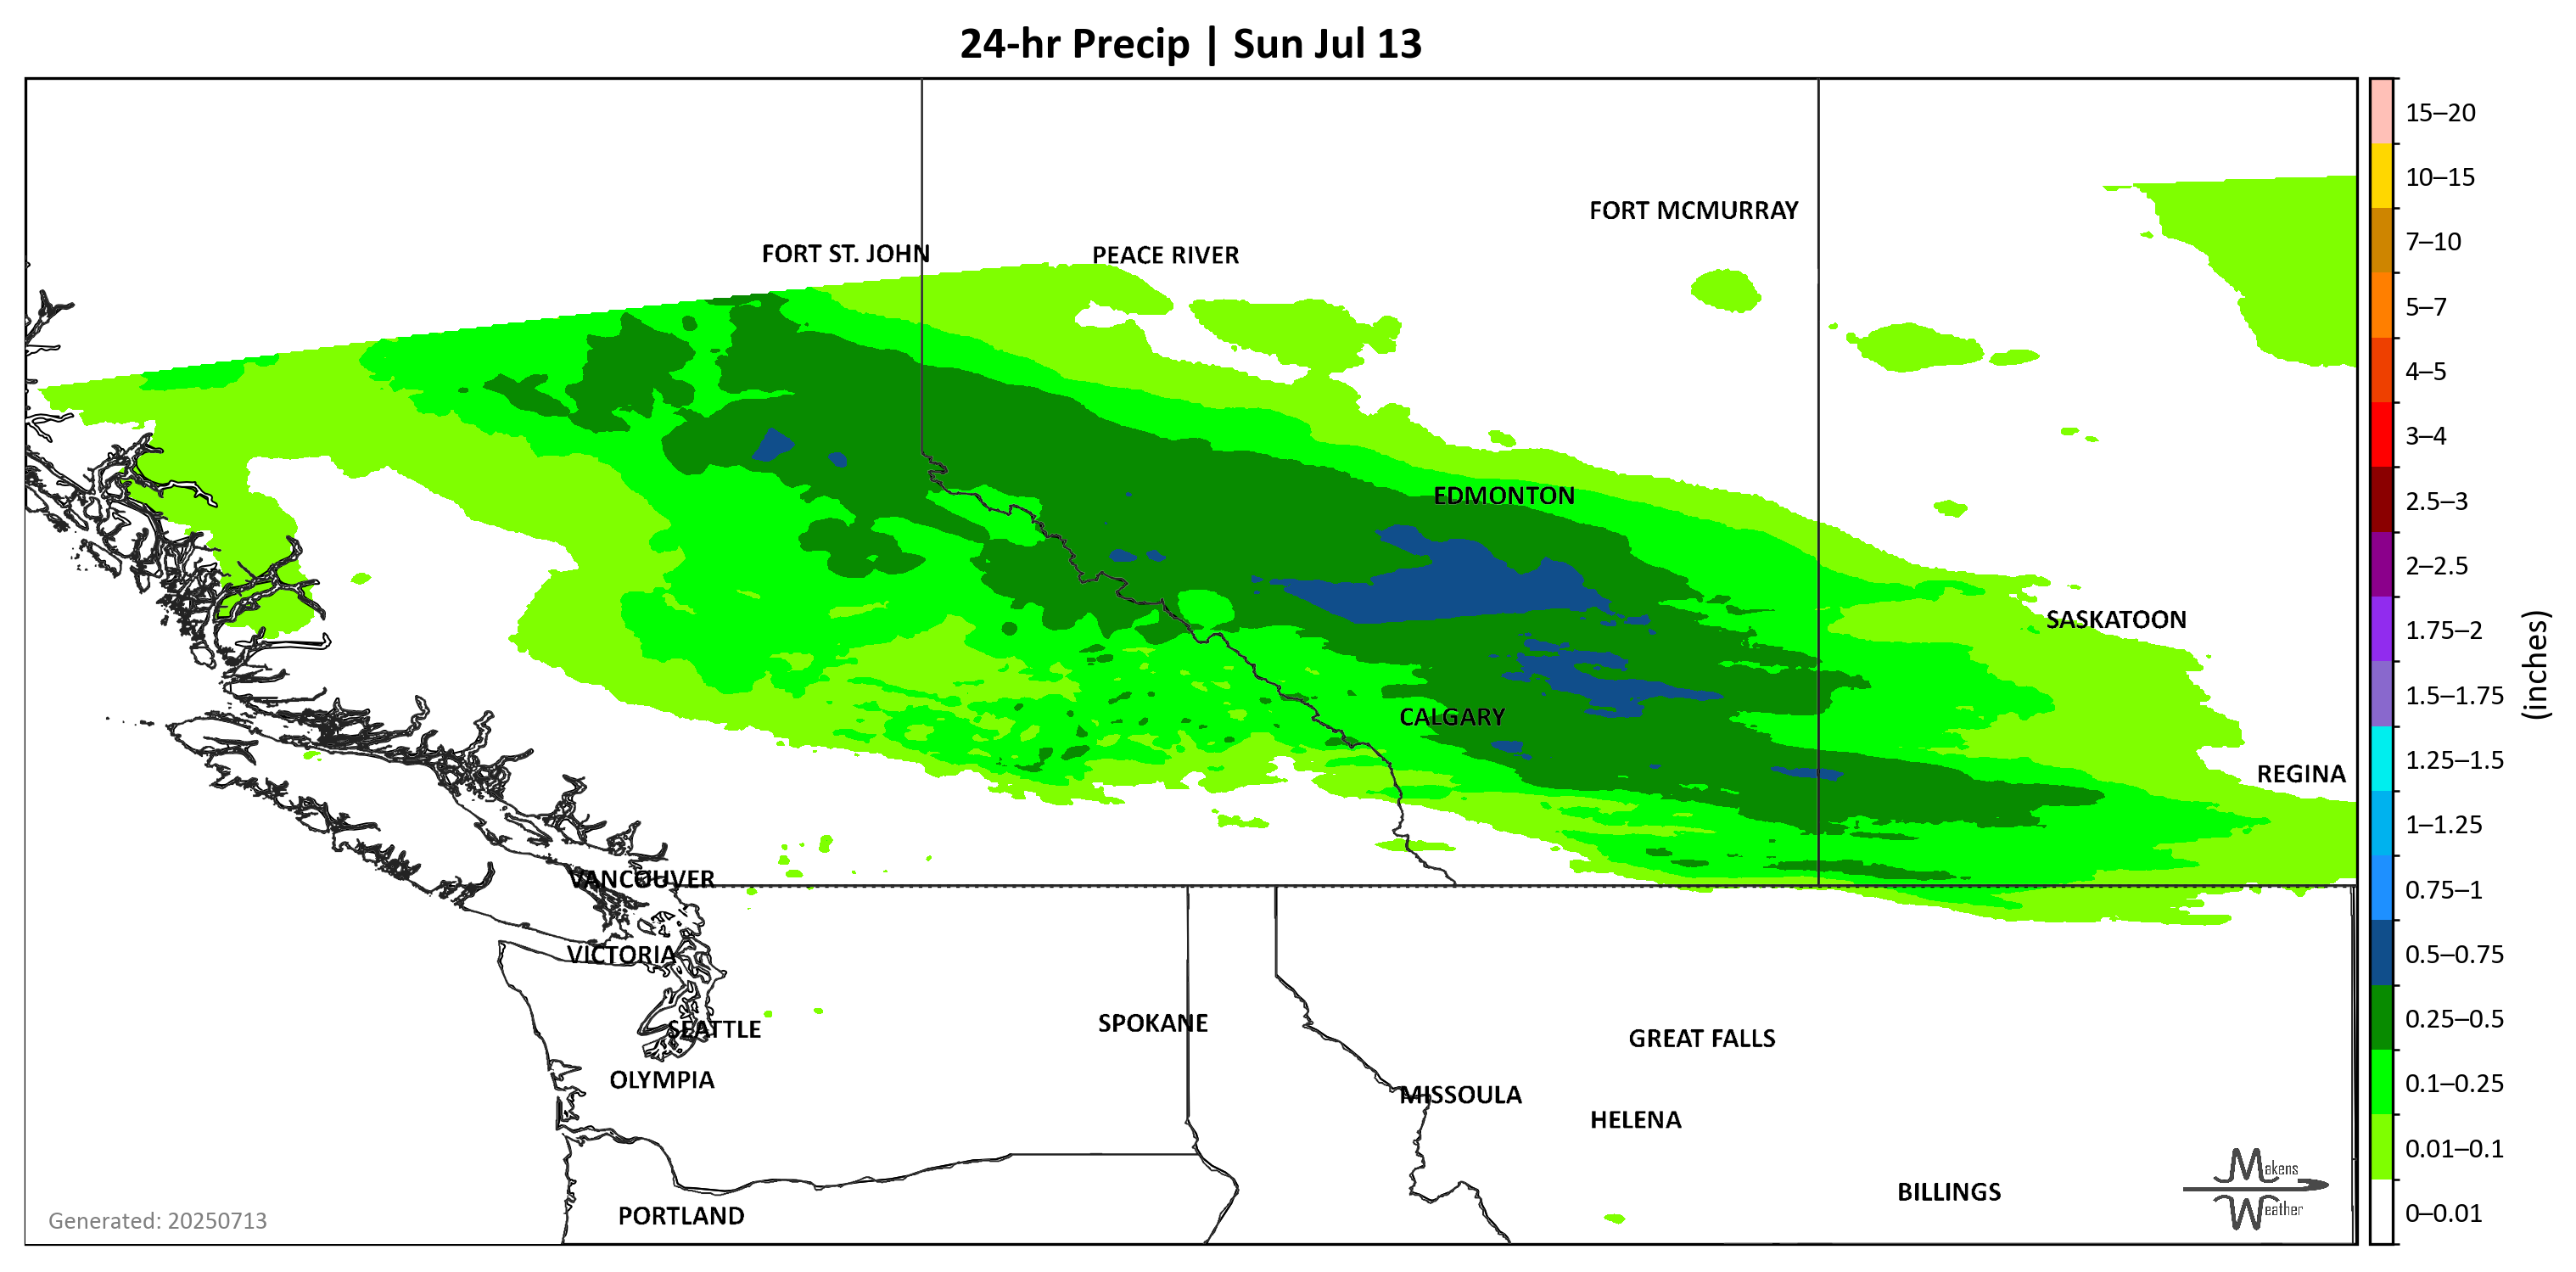 24-hr Precip | Sun Jul 13
FORT MCMURRAY
FORT ST. JOHN
PEACE RIVER
EDMONTON
SASKATOON
CALGARY
REGINA
VANCOUVER
VICTORIA
SEATTLE
SPOKANE
GREAT FALLS
OLYMPIA
MISSOULA
HELENA
BILLINGS
PORTLAND
Generated: 20250713
Makens
Weather
15–20
10–15
7–10
5–7
4–5
3–4
2.5–3
2–2.5
1.75–2
1.5–1.75
1.25–1.5
1–1.25
0.75–1
0.5–0.75
0.25–0.5
0.1–0.25
0.01–0.1
0–0.01
(inches)